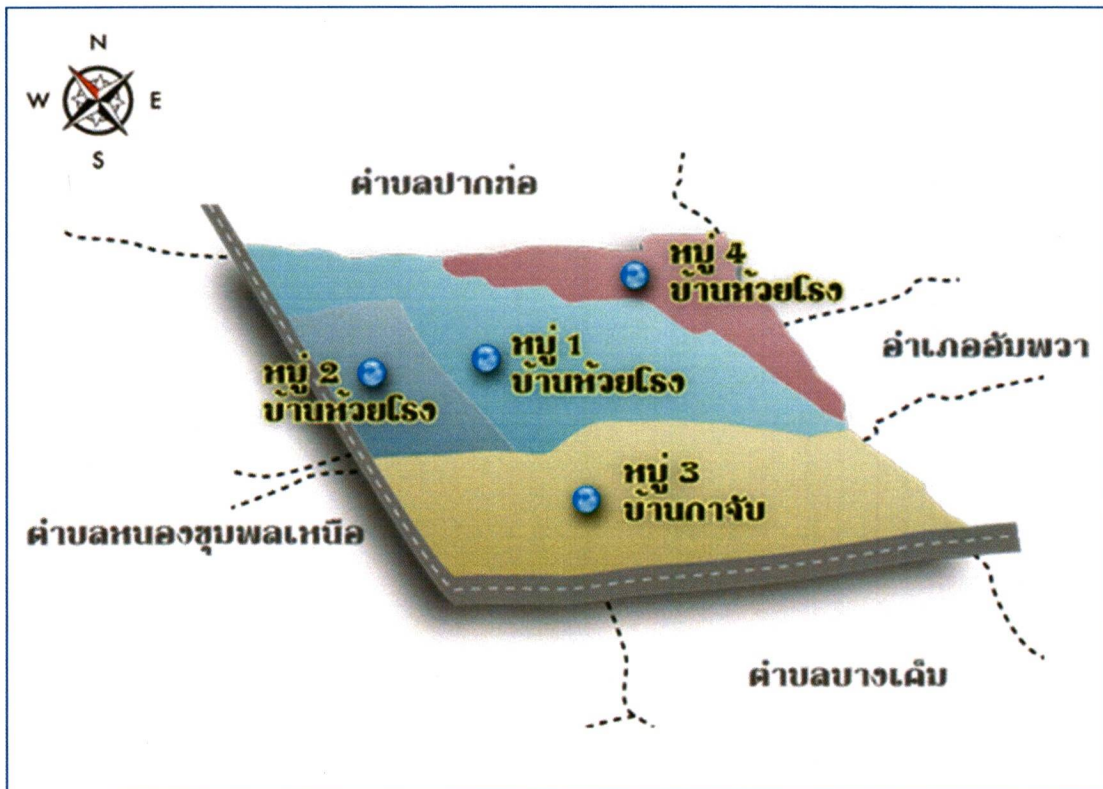 N
W E
S
ตำบลปากท่อ
หมู่ 4
บ้านห้วยโรง
อำเภออัมพวา
หมู่ 1
บ้านห้วยโรง
หมู่ 2
บ้านห้วยโรง
หมู่ 3
บ้านกาจับ
ตำบลหนองชุมพลเหนือ
ตำบลบางเค็ม